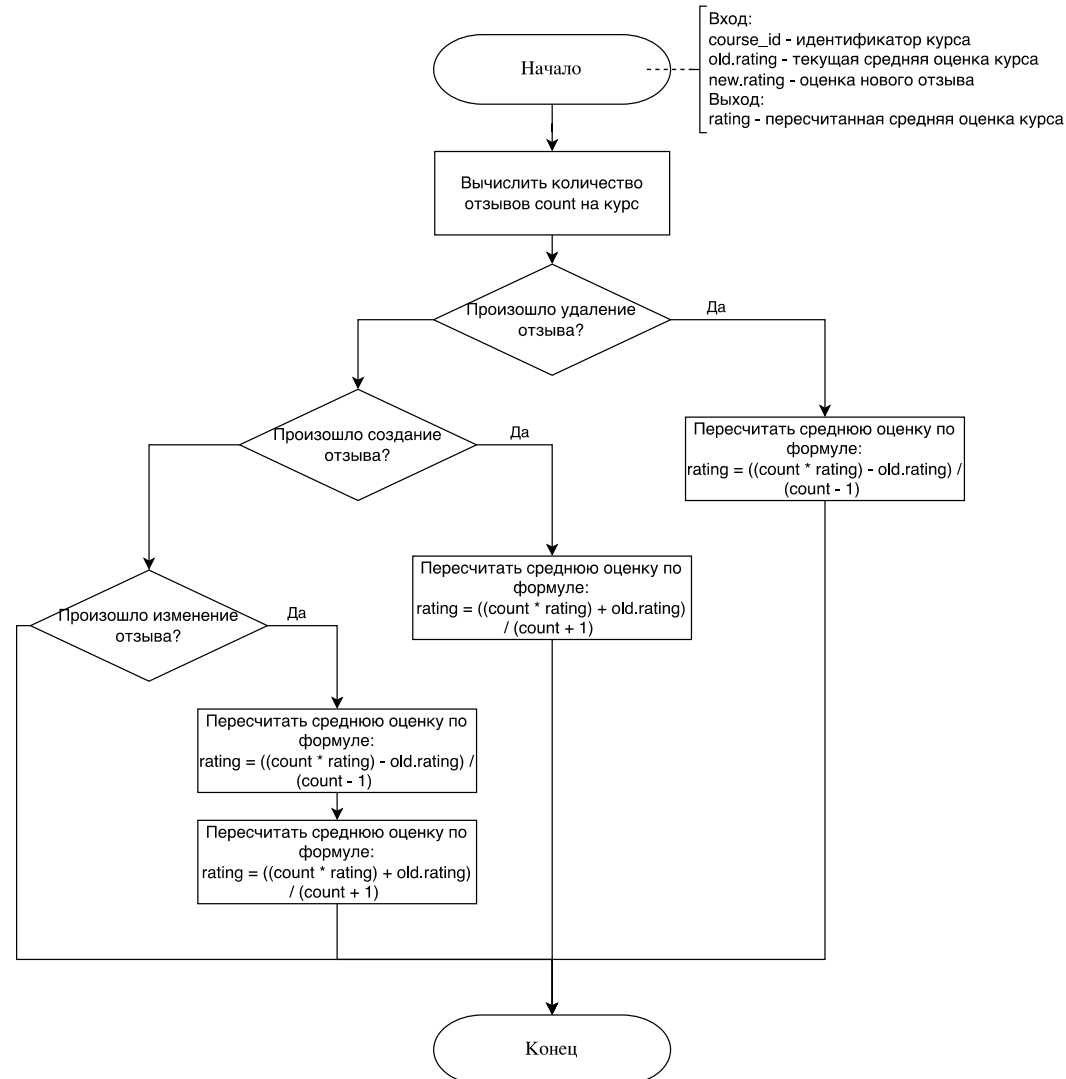 Начало
Вход:
course_id - идентификатор курса
old.rating - текущая средняя оценка курса
new.rating - оценка нового отзыва
Выход:
rating - пересчитанная средняя оценка курса
Вычислить количество
отзывов count на курс
Произошло удаление
отзыва?
Да
Произошло создание
отзыва?
Да
Пересчитать среднюю оценку по
формуле:
rating = ((count * rating) - old.rating) /
(count - 1)
Пересчитать среднюю оценку по
формуле:
rating = ((count * rating) + old.rating)
/ (count + 1)
Произошло изменение
отзыва?
Да
Пересчитать среднюю оценку по
формуле:
rating = ((count * rating) - old.rating) /
(count - 1)
Пересчитать среднюю оценку по
формуле:
rating = ((count * rating) + old.rating)
/ (count + 1)
Конец